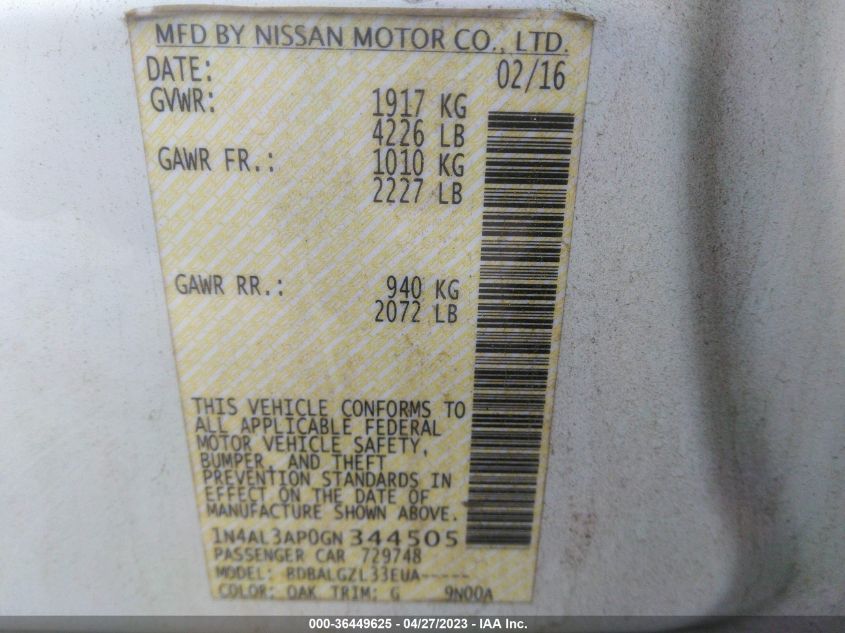 MFD BY NISSAN MOTOR CO., LTD.
DATE: 02/16
GVWR: 1917 KG
4226 LB
GAWR FR.: 1010 KG
2227 LB
GAWR RR.: 940 KG
2072 LB
THIS VEHICLE CONFORMS TO
ALL APPLICABLE FEDERAL
MOTOR VEHICLE SAFETY,
BUMPER, AND THEFT
PREVENTION STANDARDS IN
EFFECT ON THE DATE OF
MANUFACTURE SHOWN ABOVE.
1N4AL3AP0GN344505
PASSENGER CAR 729748
MODEL: BDBALGZL33EUA-----
COLOR: QAK TRIM: G 9N00A
000-36449625 - 04/27/2023 - IAA Inc.